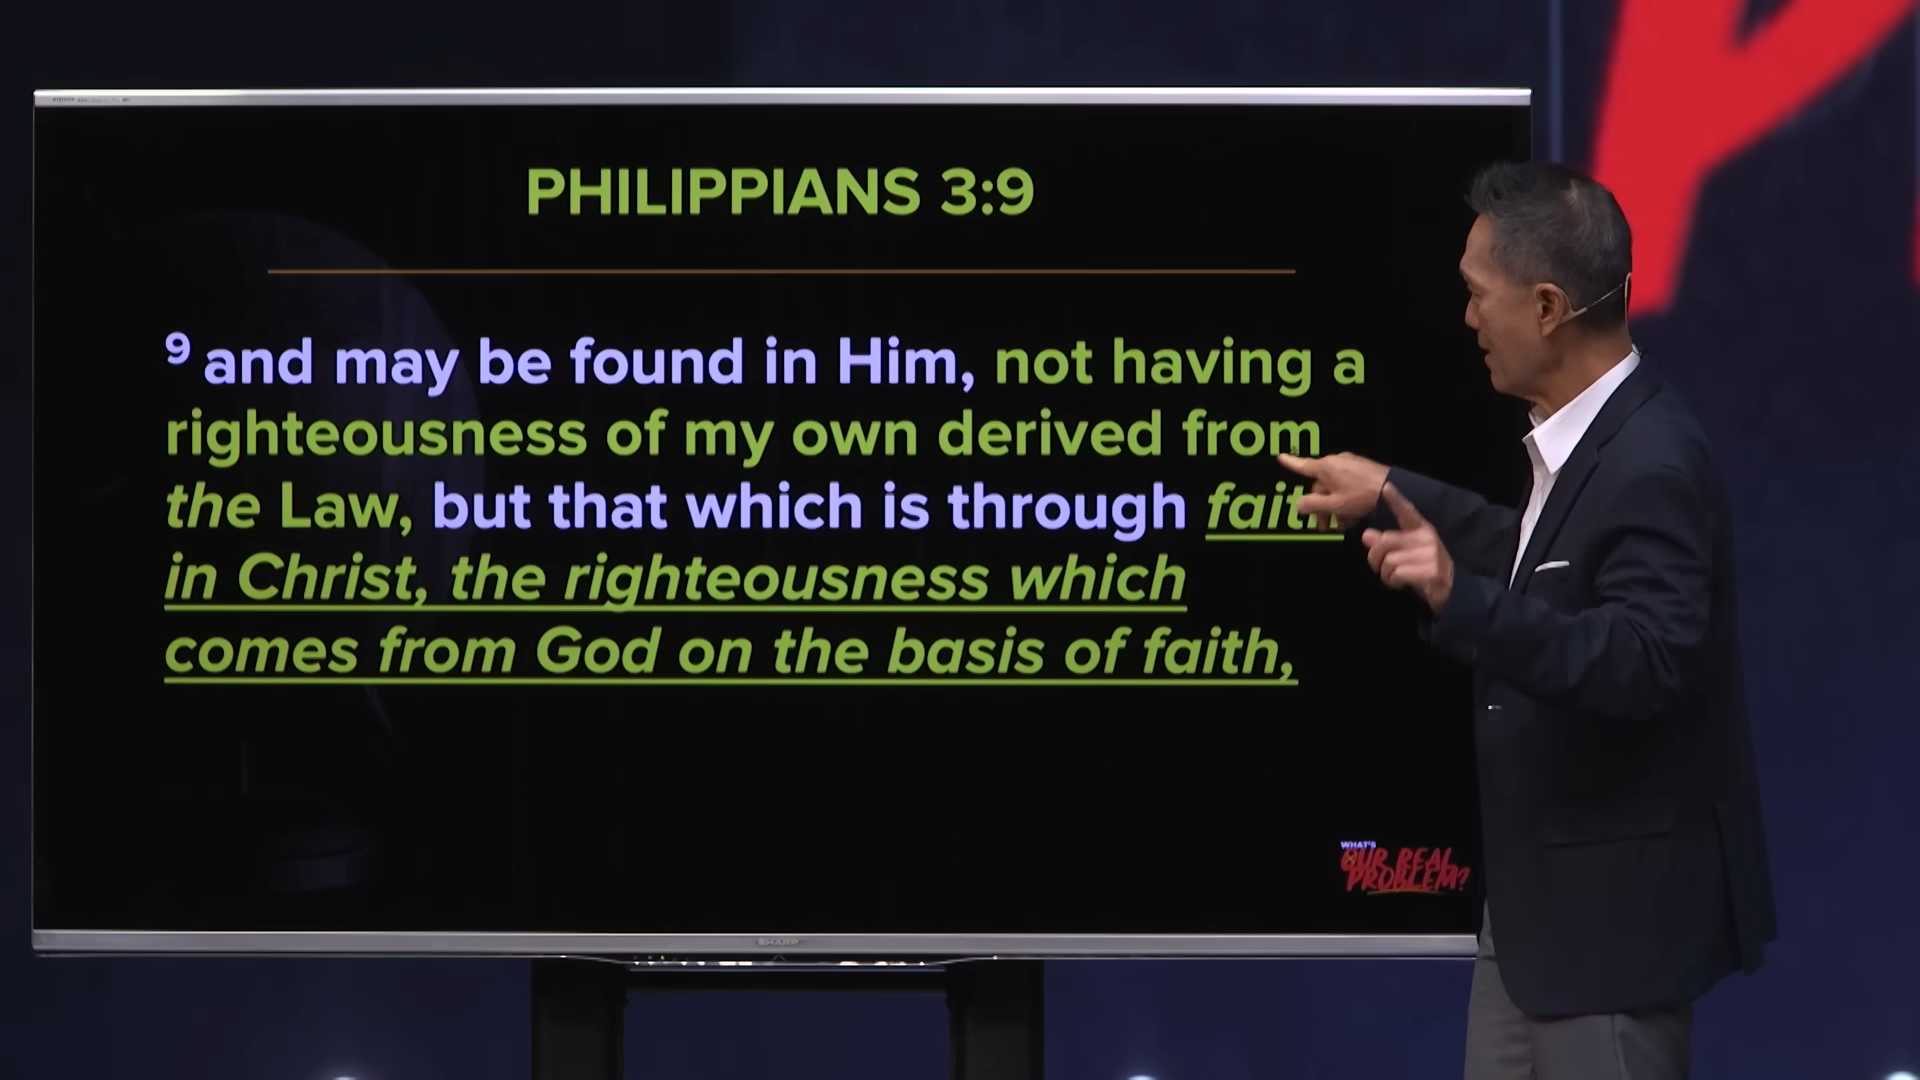 PHILIPPIANS 3:9
9 and may be found in Him, not having a
righteousness of my own derived from
the Law, but that which is through faith
in Christ, the righteousness which
comes from God on the basis of faith,
WHAT'S
OUR REAL
PROBLEM?
SHARP